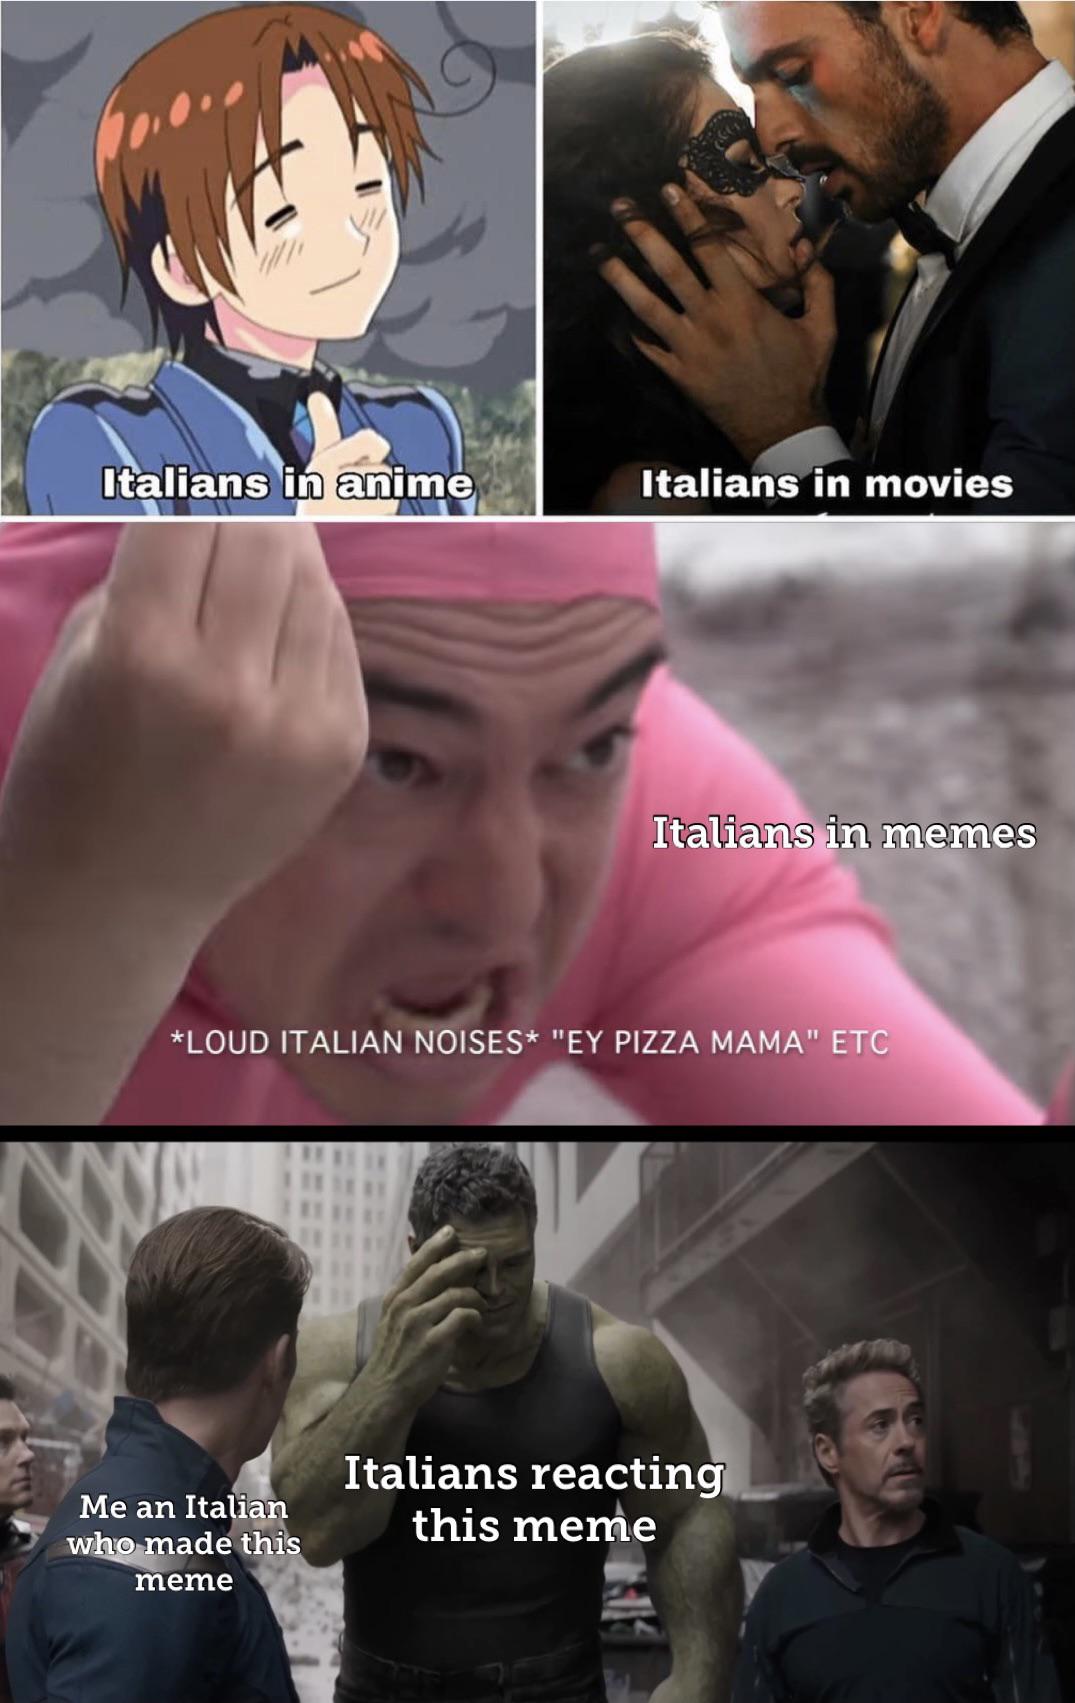 Italians in anime
Italians in movies
Italians in memes
*LOUD ITALIAN NOISES* "EY PIZZA MAMA" ETC
Me an Italian
who made this
meme
Italians reacting
this meme